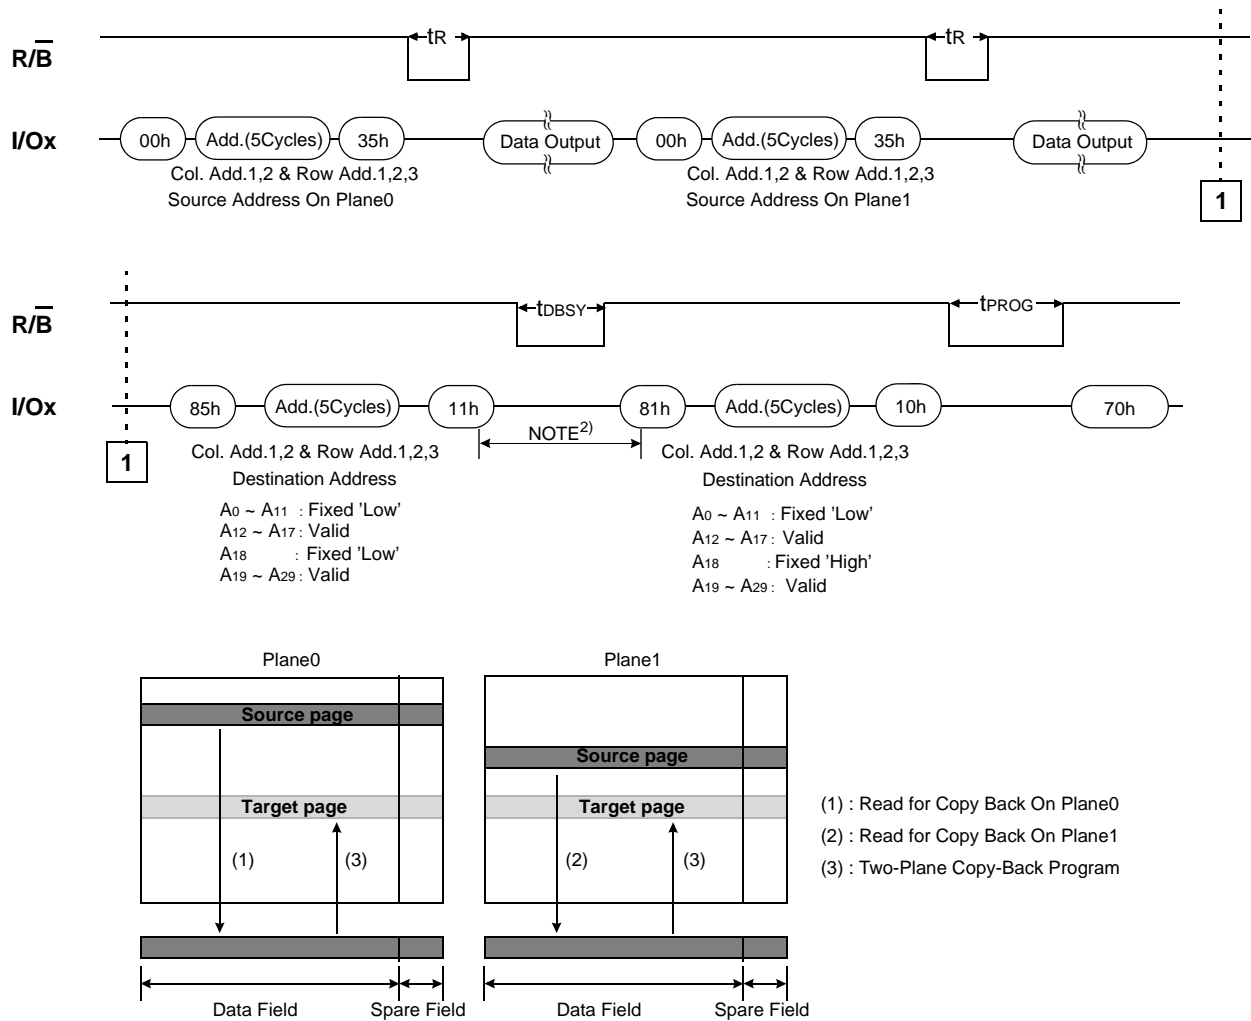 R/B
tR
tR
I/Ox
00h
Add.(5Cycles)
35h
Data Output
00h
Add.(5Cycles)
35h
Data Output
Col. Add.1,2 & Row Add.1,2,3
Source Address On Plane0
Col. Add.1,2 & Row Add.1,2,3
Source Address On Plane1
1
R/B
tDBSY
tPROG
I/Ox
85h
Add.(5Cycles)
11h
81h
Add.(5Cycles)
10h
70h
NOTE2)
1
Col. Add.1,2 & Row Add.1,2,3
Destination Address
A0 ~ A11 : Fixed 'Low'
A12 ~ A17 : Valid
A18 : Fixed 'Low'
A19 ~ A29 : Valid
Col. Add.1,2 & Row Add.1,2,3
Destination Address
A0 ~ A11 : Fixed 'Low'
A12 ~ A17 : Valid
A18 : Fixed 'High'
A19 ~ A29 : Valid
Plane0
Source page
Target page
(1)
(3)
Data Field
Spare Field
Plane1
Source page
Target page
(2)
(3)
Data Field
Spare Field
(1) : Read for Copy Back On Plane0
(2) : Read for Copy Back On Plane1
(3) : Two-Plane Copy-Back Program